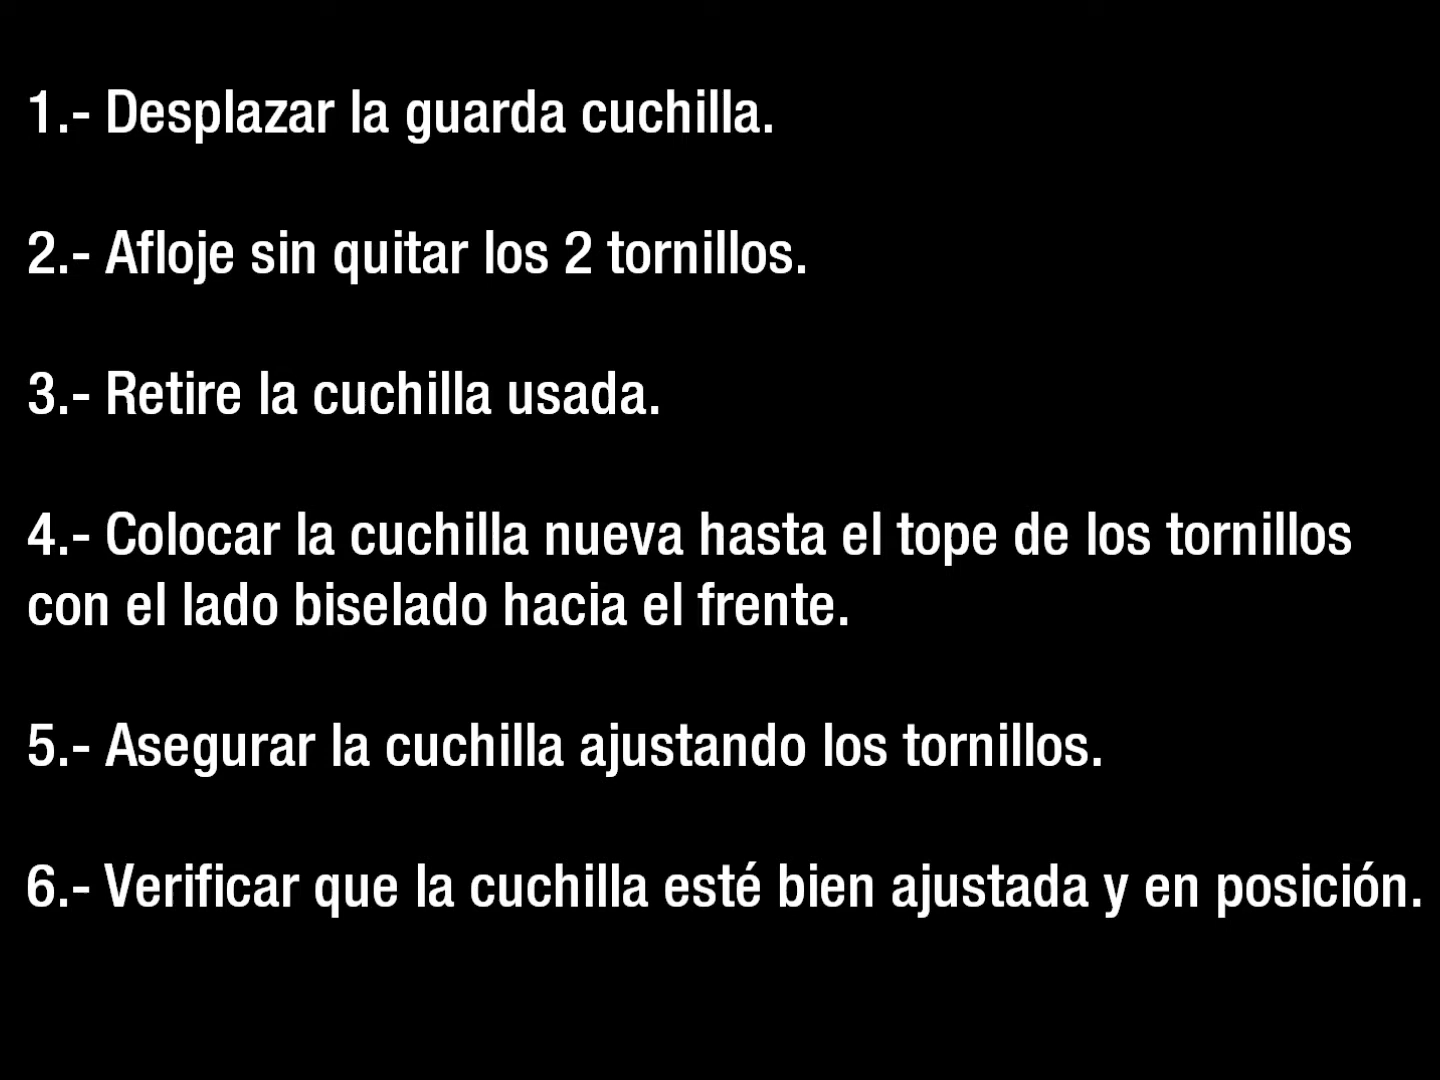 1.- Desplazar la guarda cuchilla.
2.- Afloje sin quitar los 2 tornillos.
3.- Retire la cuchilla usada.
4.- Colocar la cuchilla nueva hasta el tope de los tornillos
con el lado biselado hacia el frente.
5.- Asegurar la cuchilla ajustando los tornillos.
6.- Verificar que la cuchilla esté bien ajustada y en posición.